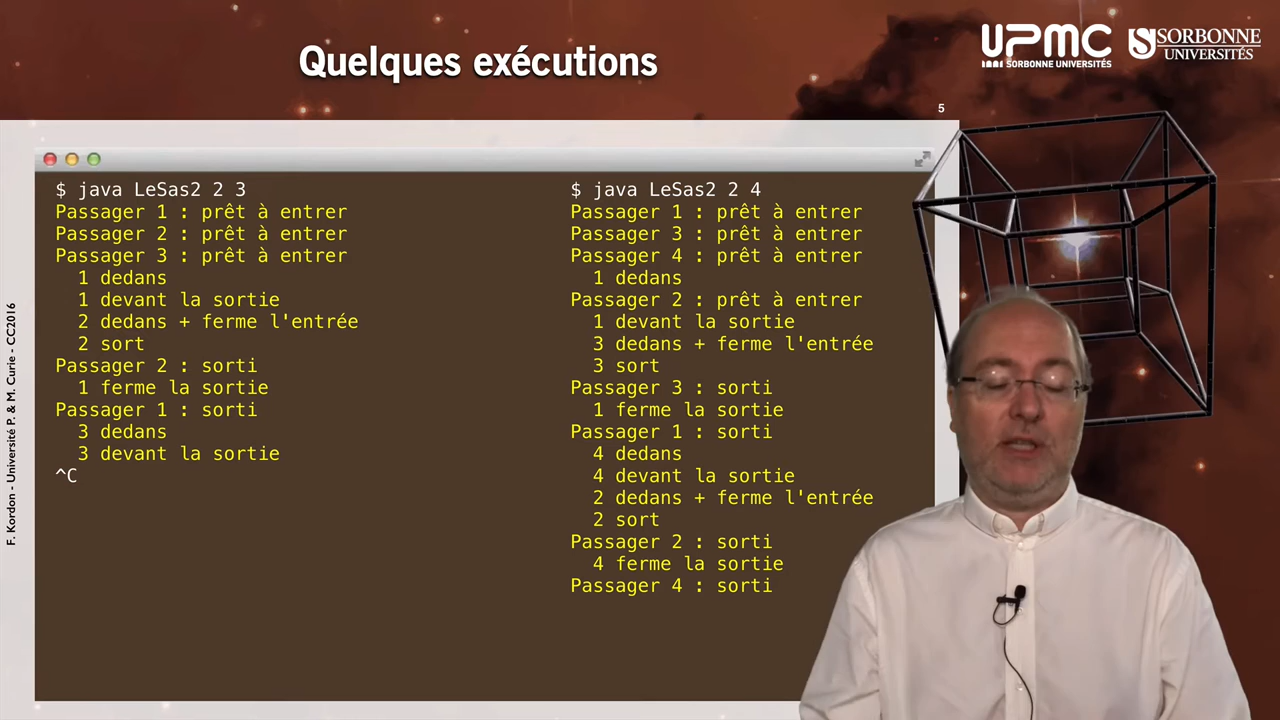 Quelques exécutions
UPMC
SORBONNE UNIVERSITÉS
SORBONNE
UNIVERSITÉS
5
$ java LeSas2 2 3
Passager 1 : prêt à entrer
Passager 2 : prêt à entrer
Passager 3 : prêt à entrer
1 dedans
1 devant la sortie
2 dedans + ferme l'entrée
2 sort
Passager 2 : sorti
1 ferme la sortie
Passager 1 : sorti
3 dedans
3 devant la sortie
^C
$ java LeSas2 2 4
Passager 1 : prêt à entrer
Passager 3 : prêt à entrer
Passager 4 : prêt à entrer
1 dedans
Passager 2 : prêt à entrer
1 devant la sortie
3 dedans + ferme l'entrée
3 sort
Passager 3 : sorti
1 ferme la sortie
Passager 1 : sorti
4 dedans
4 devant la sortie
2 dedans + ferme l'entrée
2 sort
Passager 2 : sorti
4 ferme la sortie
Passager 4 : sorti
F. Kordon - Université P. & M. Curie - CC2016